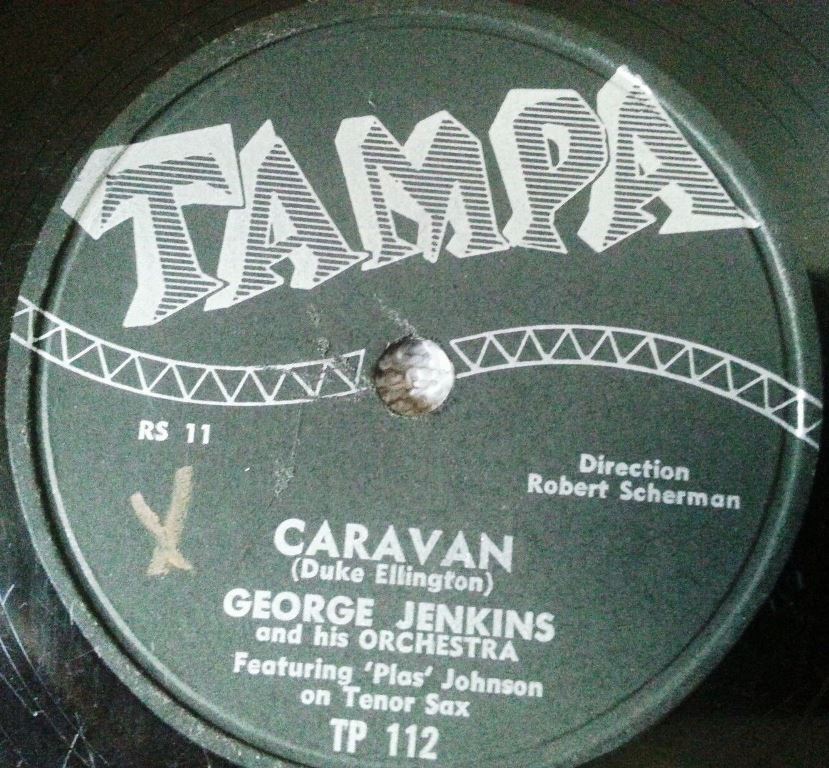 TAMPA
RS 11
Direction
Robert Scherman
CARAVAN
(Duke Ellington)
GEORGE JENKINS
and his ORCHESTRA
Featuring 'Plas' Johnson
on Tenor Sax
TP 112